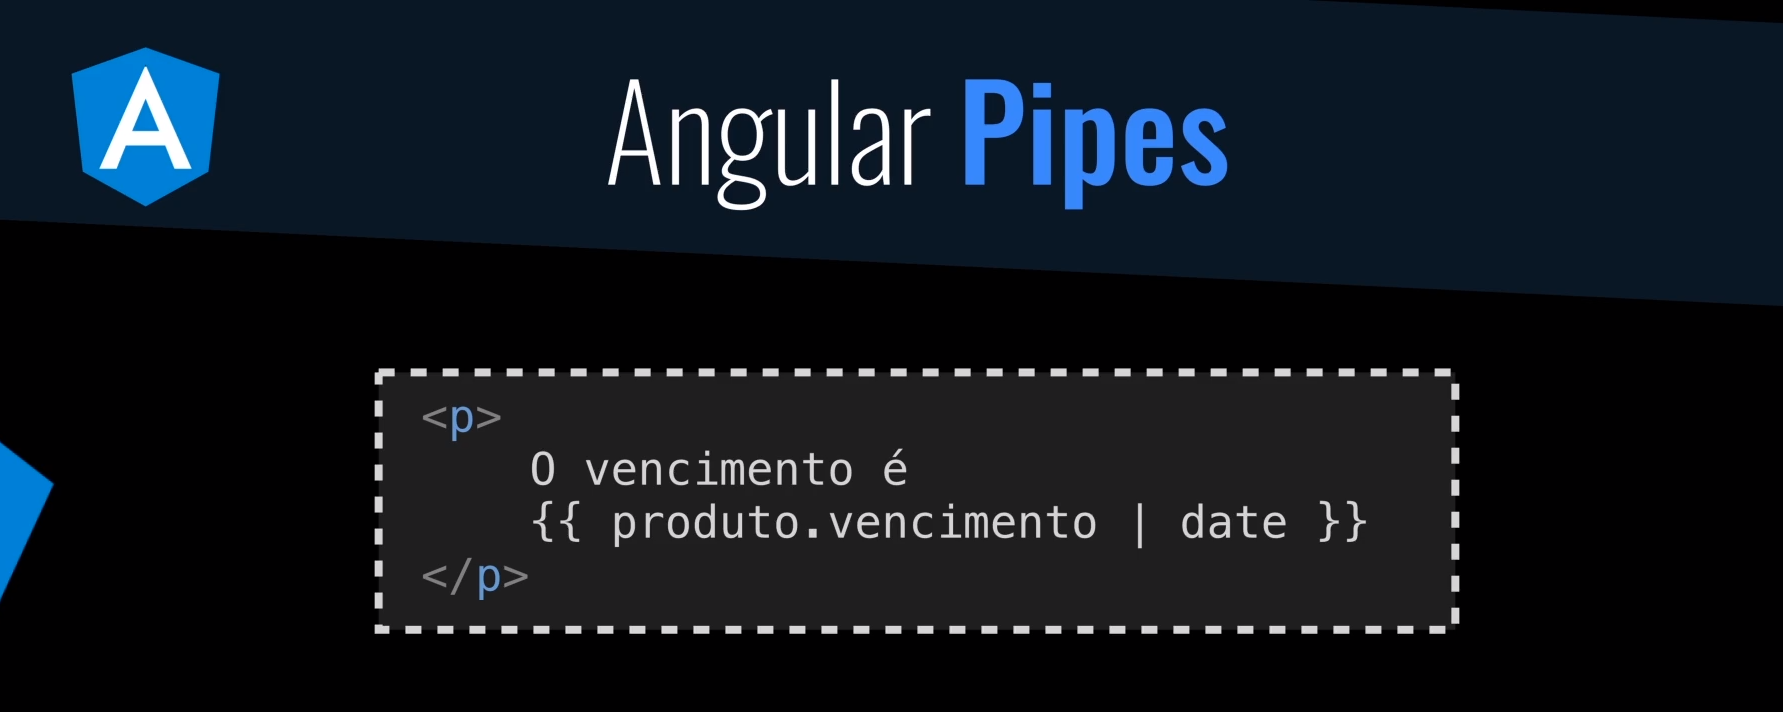 A
Angular Pipes
<p>
O vencimento é
{{ produto.vencimento | date }}
</p>